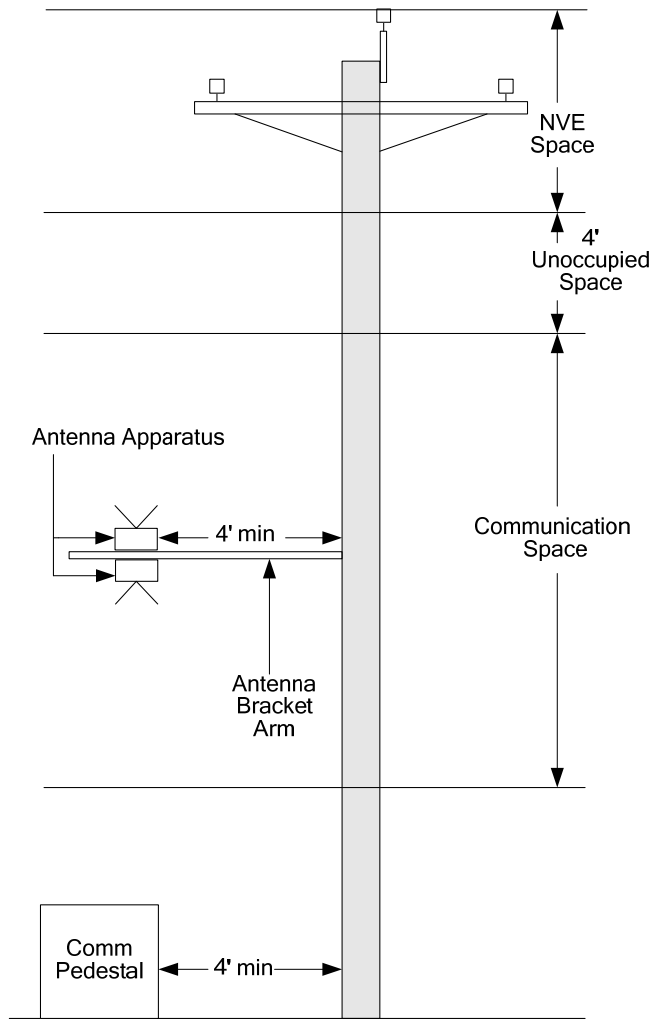 NVE
Space
4'
Unoccupied
Space
Antenna Apparatus
4' min
Communication
Space
Antenna
Bracket
Arm
Comm
Pedestal
4' min